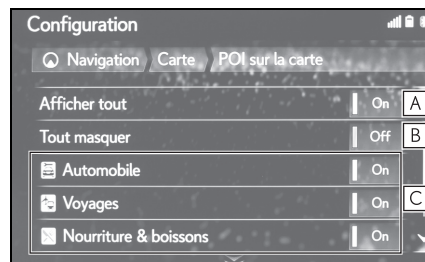 Configuration
Navigation Carte POI sur la carte
Afficher tout On A
Tout masquer Off B
Automobile On
Voyages On C
Nourriture & boissons On